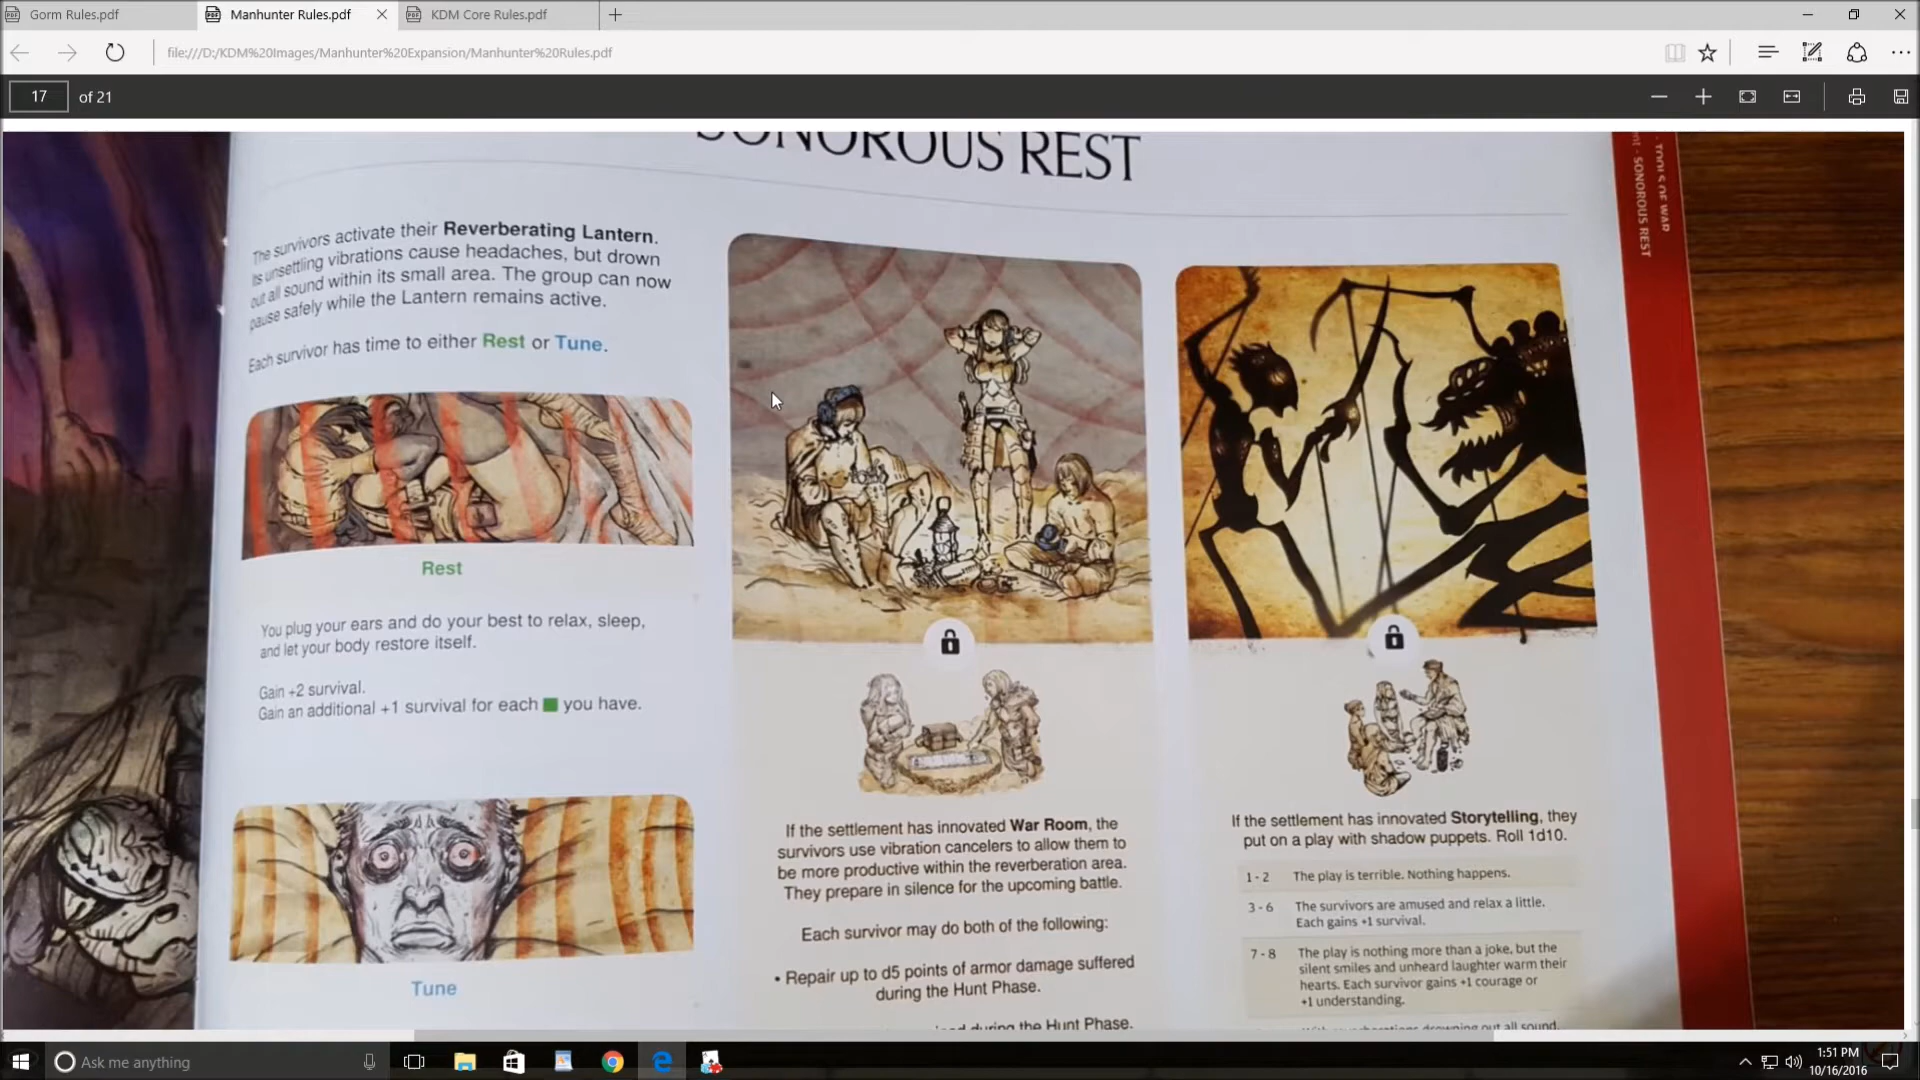 Gorm Rules.pdf
Manhunter Rules.pdf
KDM Core Rules.pdf
file:///D:/KDM%20Images/Manhunter%20Expansion/Manhunter%20Rules.pdf
17 of 21
SONOROUS REST
The survivors activate their Reverberating Lantern.
Its unsettling vibrations cause headaches, but drown
out all sound within its small area. The group can now
pause safely while the Lantern remains active.
Each survivor has time to either Rest or Tune.
Rest
You plug your ears and do your best to relax, sleep,
and let your body restore itself.
Gain +2 survival.
Gain an additional +1 survival for each you have.
Tune
If the settlement has innovated War Room, the
survivors use vibration cancelers to allow them to
be more productive within the reverberation area.
They prepare in silence for the upcoming battle.
Each survivor may do both of the following:
• Repair up to d5 points of armor damage suffered
during the Hunt Phase.
during the Hunt Phase.
If the settlement has innovated Storytelling, they
put on a play with shadow puppets. Roll 1d10.
1 - 2 The play is terrible. Nothing happens.
3 - 6 The survivors are amused and relax a little.
Each gains +1 survival.
7 - 8 The play is nothing more than a joke, but the
silent smiles and unheard laughter warm their
hearts. Each survivor gains +1 courage or
+1 understanding.
drowning out all sound,
- TOOLS OF WAR
- SONOROUS REST
Ask me anything
1:51 PM
10/16/2016